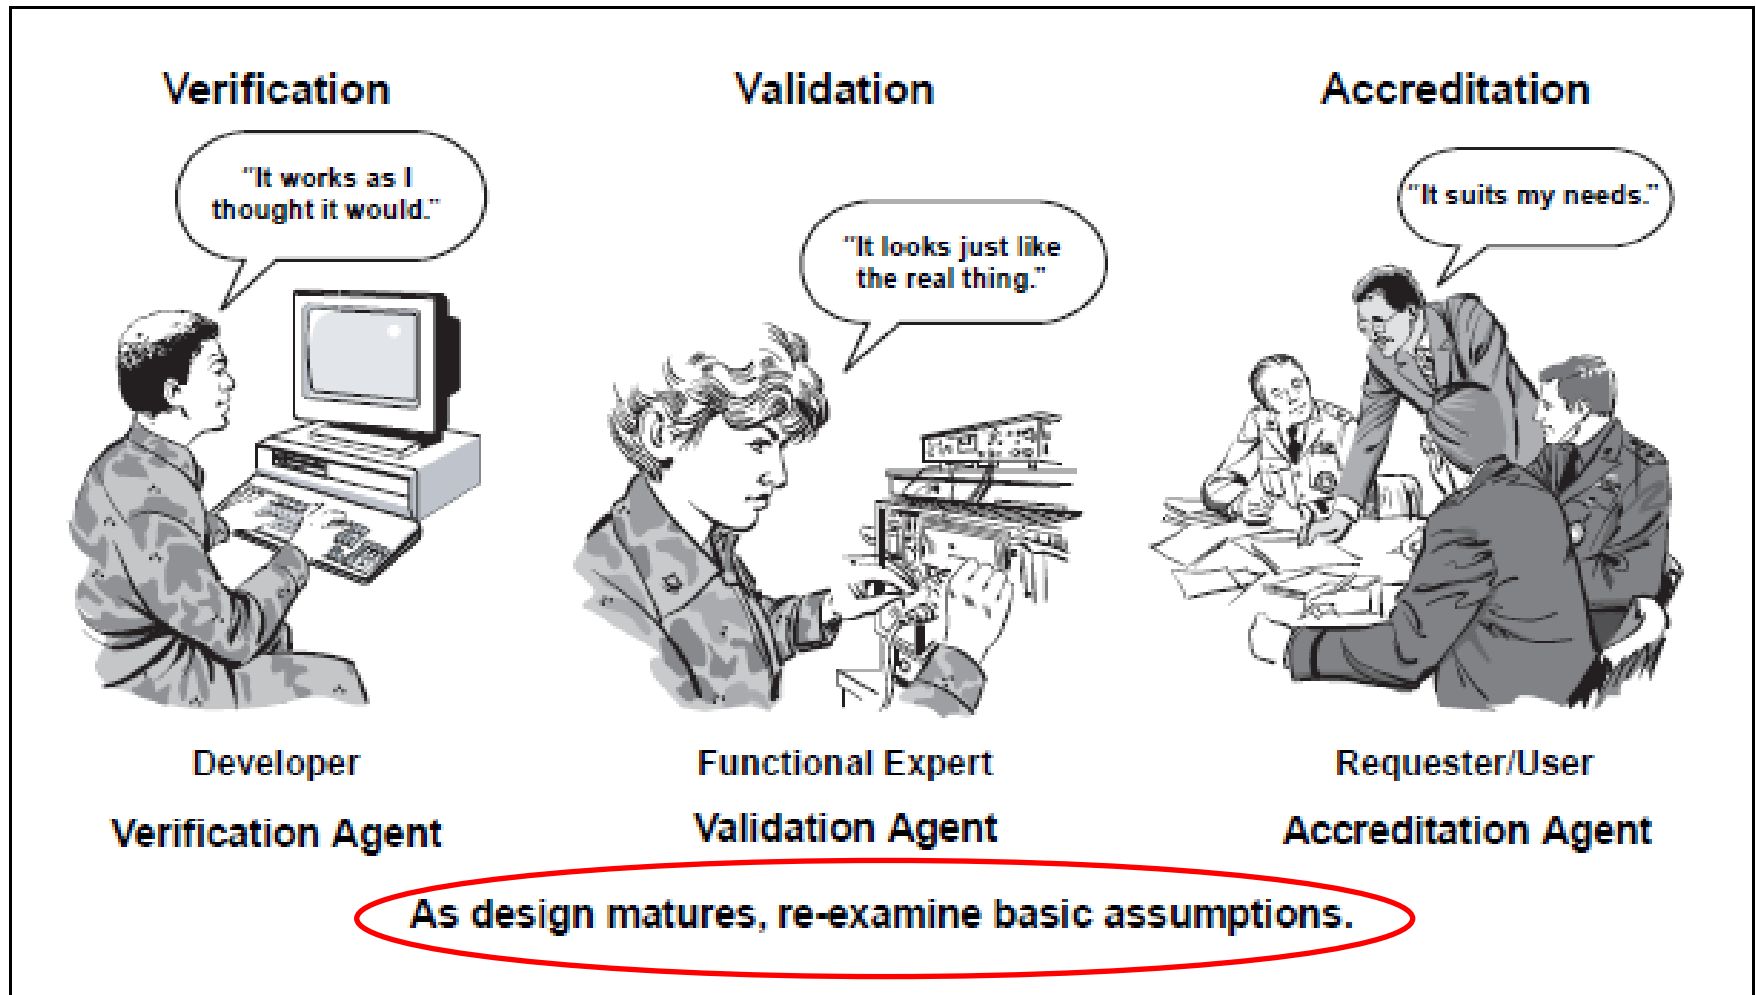 Verification
"It works as I
thought it would."
Developer
Verification Agent
Validation
"It looks just like
the real thing."
Functional Expert
Validation Agent
Accreditation
"It suits my needs."
Requester/User
Accreditation Agent
As design matures, re-examine basic assumptions.